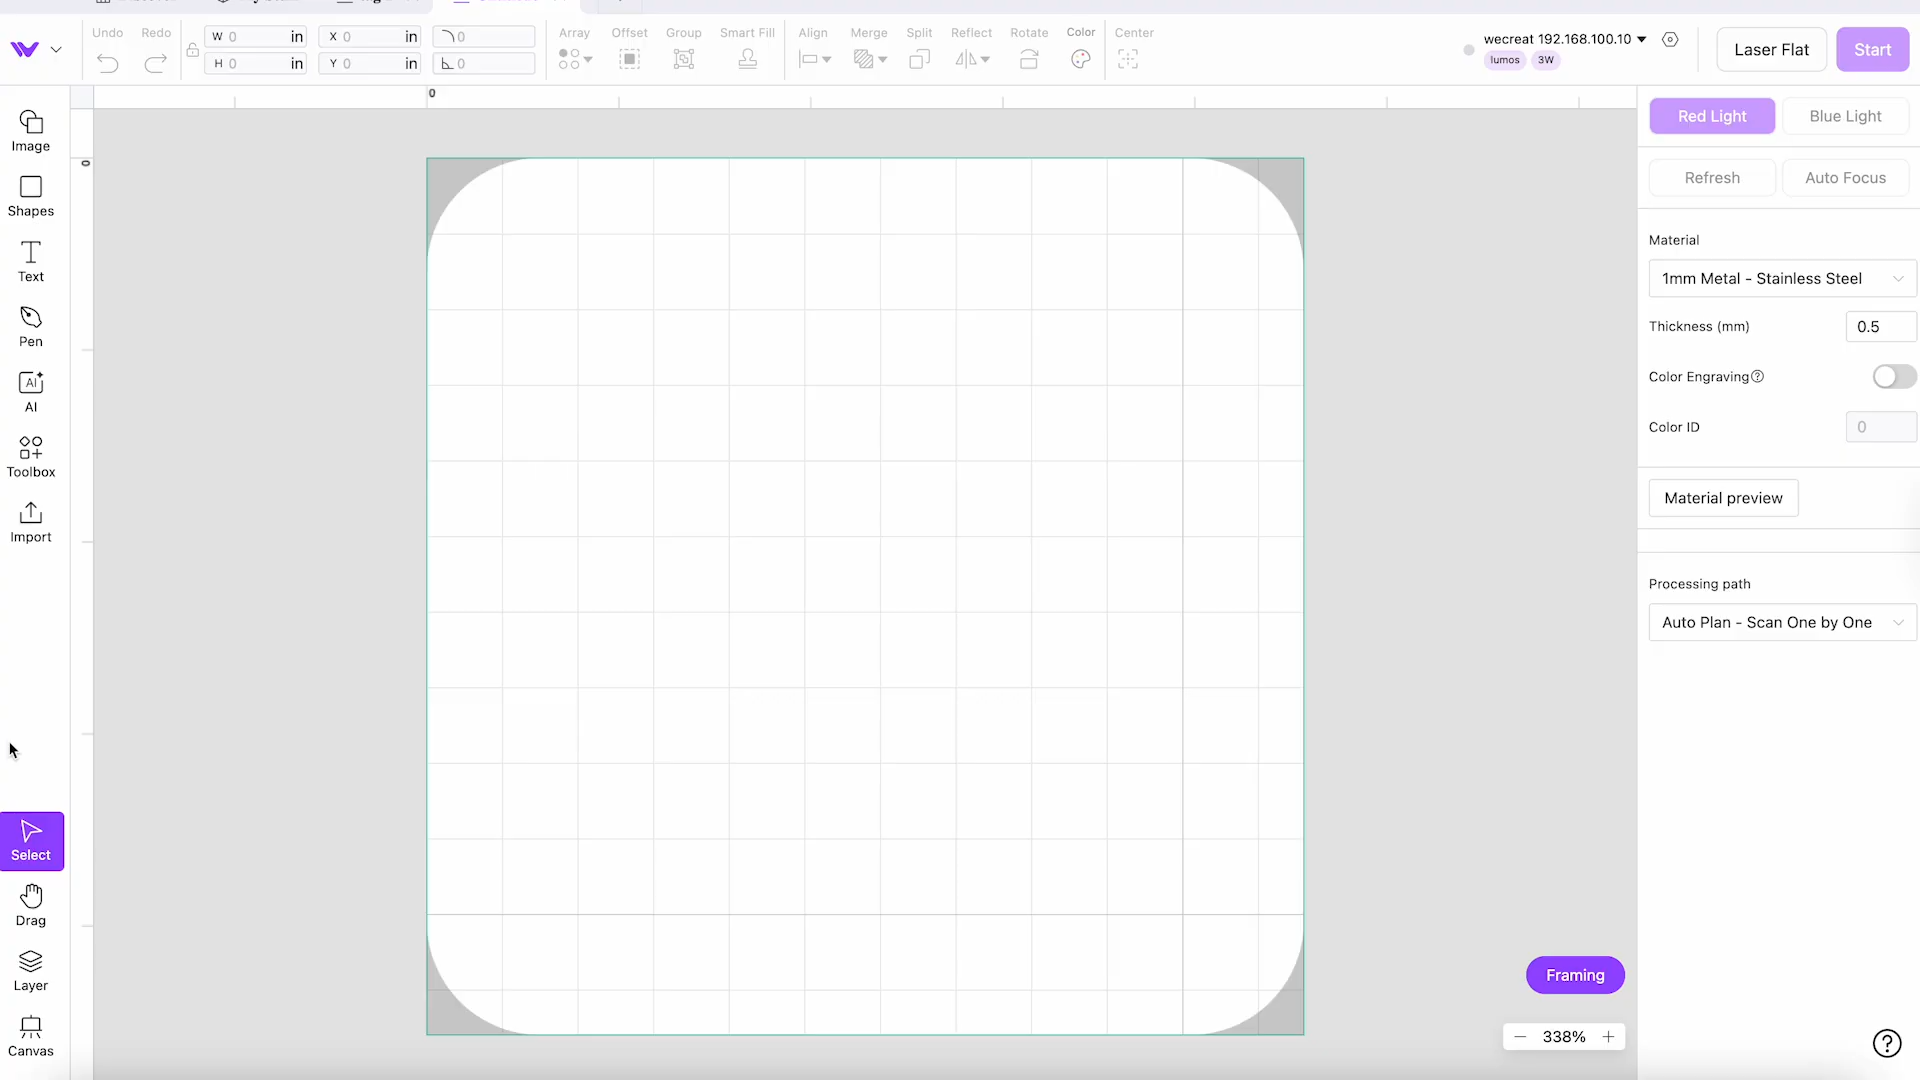 Undo Redo
W 0 in X 0 in 0
H 0 in Y 0 in 0
Array Offset Group Smart Fill Align Merge Split Reflect Rotate Color Center
wecreat 192.168.100.10
lumos 3W
Laser Flat Start
0
0
Image
Shapes
Text
Pen
AI
AI
Toolbox
Import
Select
Drag
Layer
Canvas
Red Light Blue Light
Refresh Auto Focus
Material
1mm Metal - Stainless Steel
Thickness (mm) 0.5
Color Engraving
Color ID 0
Material preview
Processing path
Auto Plan - Scan One by One
Framing
338%